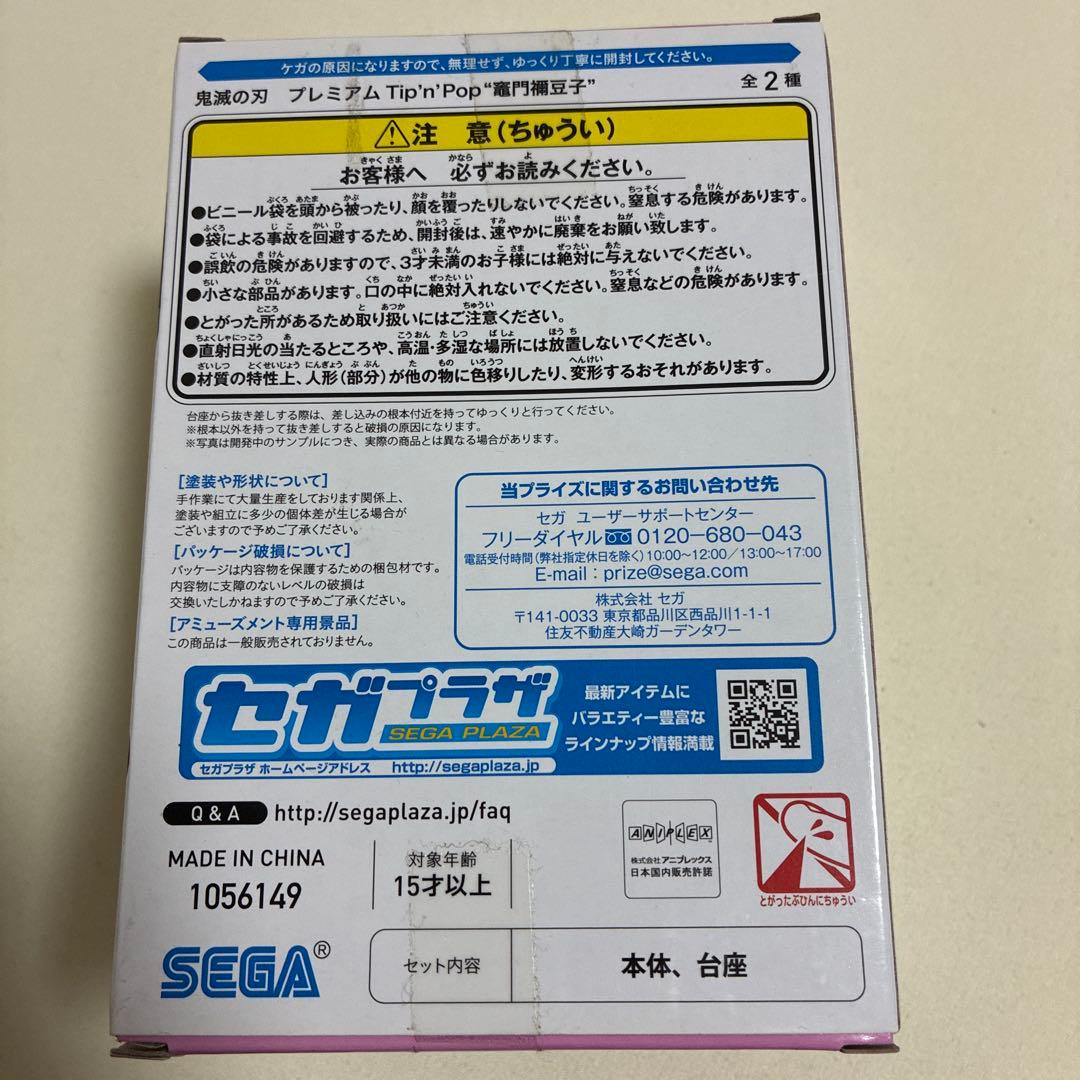 ケガの原因になりますので、無理せず、ゆっくり丁寧に開封してください。
鬼滅の刃 プレミアム Tip'n'Pop“竈門禰豆子” 全2種
注 意(ちゅうい)
お客様へ 必ずお読みください。
●ビニール袋を頭から被ったり、顔を覆ったりしないでください。窒息する危険があります。
●袋による事故を回避するため、開封後は、速やかに廃棄をお願い致します。
●誤飲の危険がありますので、3才未満のお子様には絶対に与えないでください。
●小さな部品があります。口の中に絶対入れないでください。窒息などの危険があります。
●とがった所があるため取り扱いにはご注意ください。
●直射日光の当たるところや、高温・多湿な場所には放置しないでください。
●材質の特性上、人形(部分)が他の物に色移りしたり、変形するおそれがあります。
台座から抜き差しする際は、差し込みの根本付近を持ってゆっくりと行ってください。
※根本以外を持って抜き差しすると破損の原因になります。
※写真は開発中のサンプルにつき、実際の商品とは異なる場合があります。
[塗装や形状について]
手作業にて大量生産をしております関係上、
塗装や組立に多少の個体差が生じる場合が
ございますので予めご了承ください。
[パッケージ破損について]
パッケージは内容物を保護するための梱包材です。
内容物に支障のないレベルの破損は
交換いたしかねますので予めご了承ください。
[アミューズメント専用景品]
この商品は一般販売されておりません。
当プライズに関するお問い合わせ先
セガ ユーザーサポートセンター
フリーダイヤル 0120-680-043
電話受付時間(弊社指定休日を除く)10:00~12:00/13:00~17:00
E-mail:prize@sega.com
株式会社 セガ
〒141-0033 東京都品川区西品川1-1-1
住友不動産大崎ガーデンタワー
セガプラザ
SEGA PLAZA
最新アイテムに
バラエティー豊富な
ラインナップ情報満載
セガプラザ ホームページアドレス http://segaplaza.jp
Q & A http://segaplaza.jp/faq
MADE IN CHINA
1056149
対象年齢
15才以上
ANIPLEX
株式会社アニプレックス
日本国内販売許諾
とがったぶひんにちゅうい
SEGA®
セット内容 本体、台座